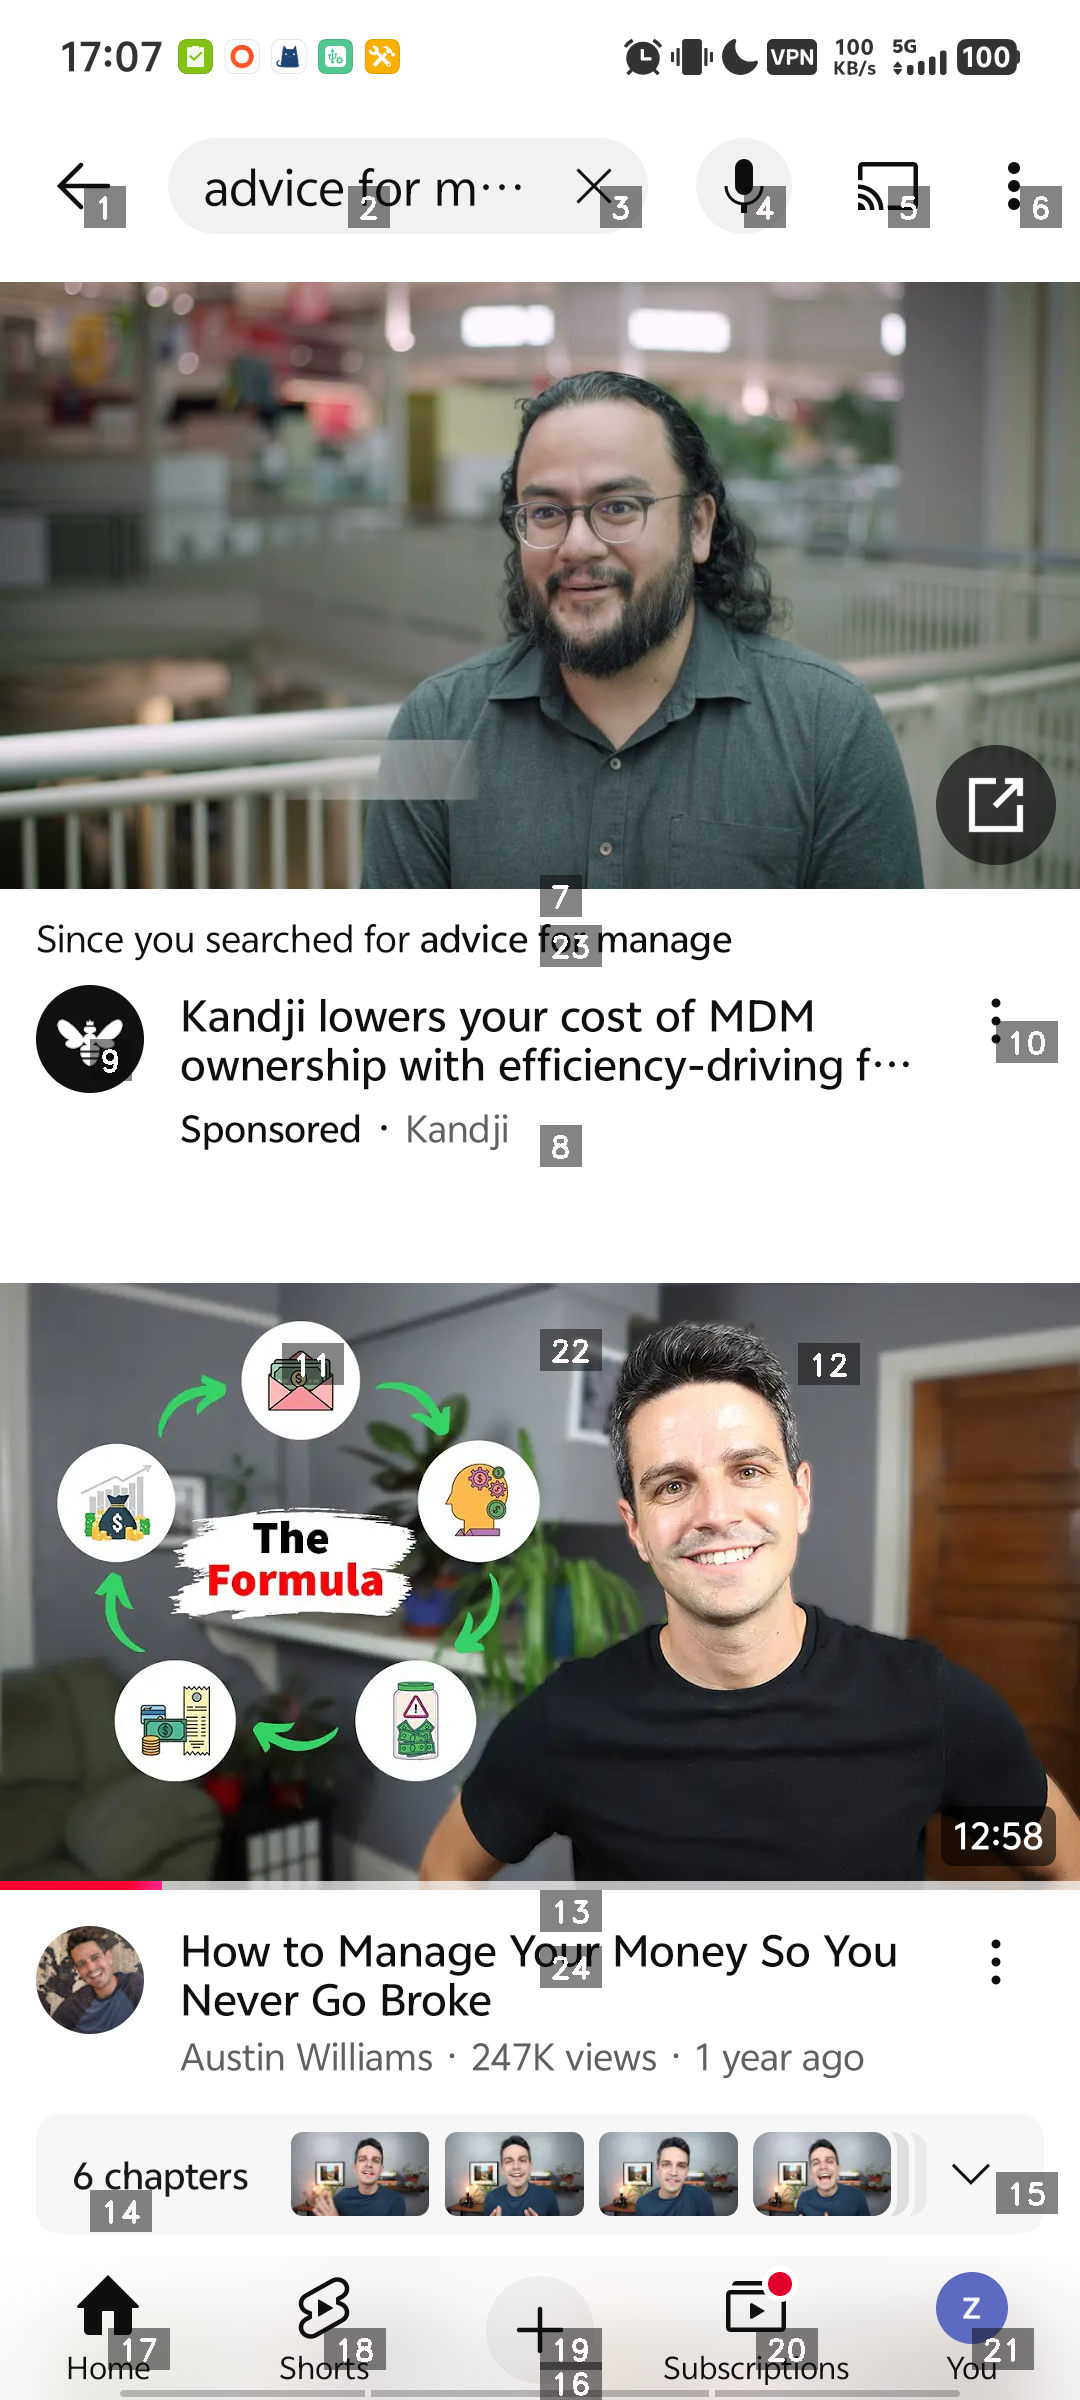 17:07
VPN
100
KB/s
5G
100
advice for m···
1
2
3
4
5
6
7
Since you searched for advice for manage
23
Kandji lowers your cost of MDM
ownership with efficiency-driving f···
9
10
Sponsored · Kandji
8
11
22
12
The
Formula
12:58
13
How to Manage Your Money So You
24
Never Go Broke
Austin Williams · 247K views · 1 year ago
6 chapters
14
15
Z
17
18
19
20
21
Home
Shorts
Subscriptions
You
16